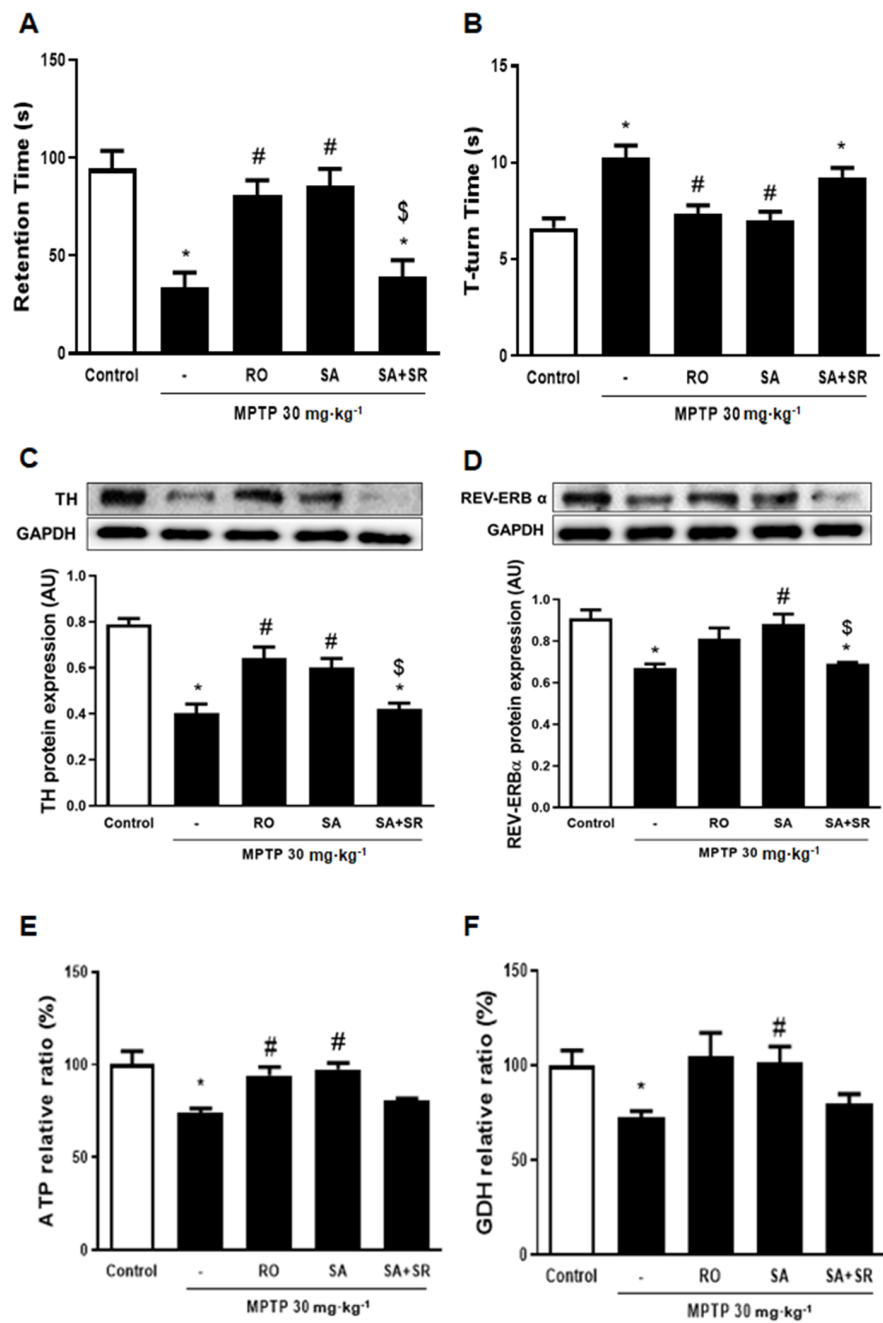 A
Retention Time (s)
150
100
50
0
*
#
#
$
*
Control - RO SA SA+SR
MPTP 30 mg·kg-1
B
T-turn Time (s)
15
10
5
0
*
#
#
*
Control - RO SA SA+SR
MPTP 30 mg·kg-1
C
TH
GAPDH
TH protein expression (AU)
1.0
0.8
0.6
0.4
0.2
0.0
*
#
#
$
*
Control - RO SA SA+SR
MPTP 30 mg·kg-1
D
REV-ERB α
GAPDH
REV-ERBα protein expression (AU)
1.0
0.8
0.6
0.4
0.2
0.0
*
#
$
*
Control - RO SA SA+SR
MPTP 30 mg·kg-1
E
ATP relative ratio (%)
150
100
50
0
*
#
#
Control - RO SA SA+SR
MPTP 30 mg·kg-1
F
GDH relative ratio (%)
150
100
50
0
*
#
Control - RO SA SA+SR
MPTP 30 mg·kg-1